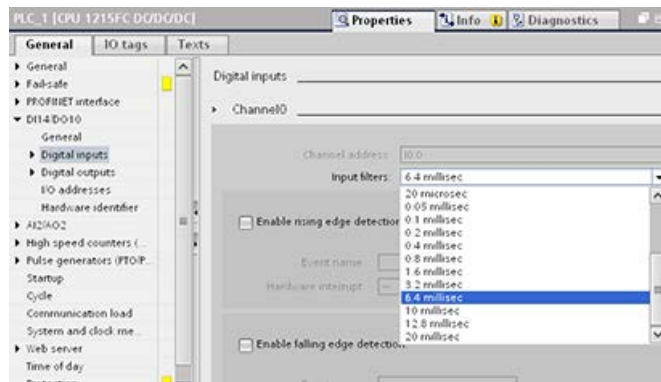 PLC_1 [CPU 1215FC DC/DC/DC]
Properties
Info
Diagnostics
General
IO tags
Texts
General
Fail-safe
PROFINET interface
DI14/DO10
General
Digital inputs
Digital outputs
I/O addresses
Hardware identifier
AI2/AO2
High speed counters (...
Pulse generators (PTO/P...
Startup
Cycle
Communication load
System and clock me...
Web server
Time of day
Protection
Digital inputs
Channel0
Channel address: I0.0
Input filters: 6.4 millisec
20 microsec
0.05 millisec
0.1 millisec
0.2 millisec
0.4 millisec
0.8 millisec
1.6 millisec
3.2 millisec
6.4 millisec
10 millisec
12.8 millisec
20 millisec
Enable rising edge detection
Event name:
Hardware interrupt:
Enable falling edge detection